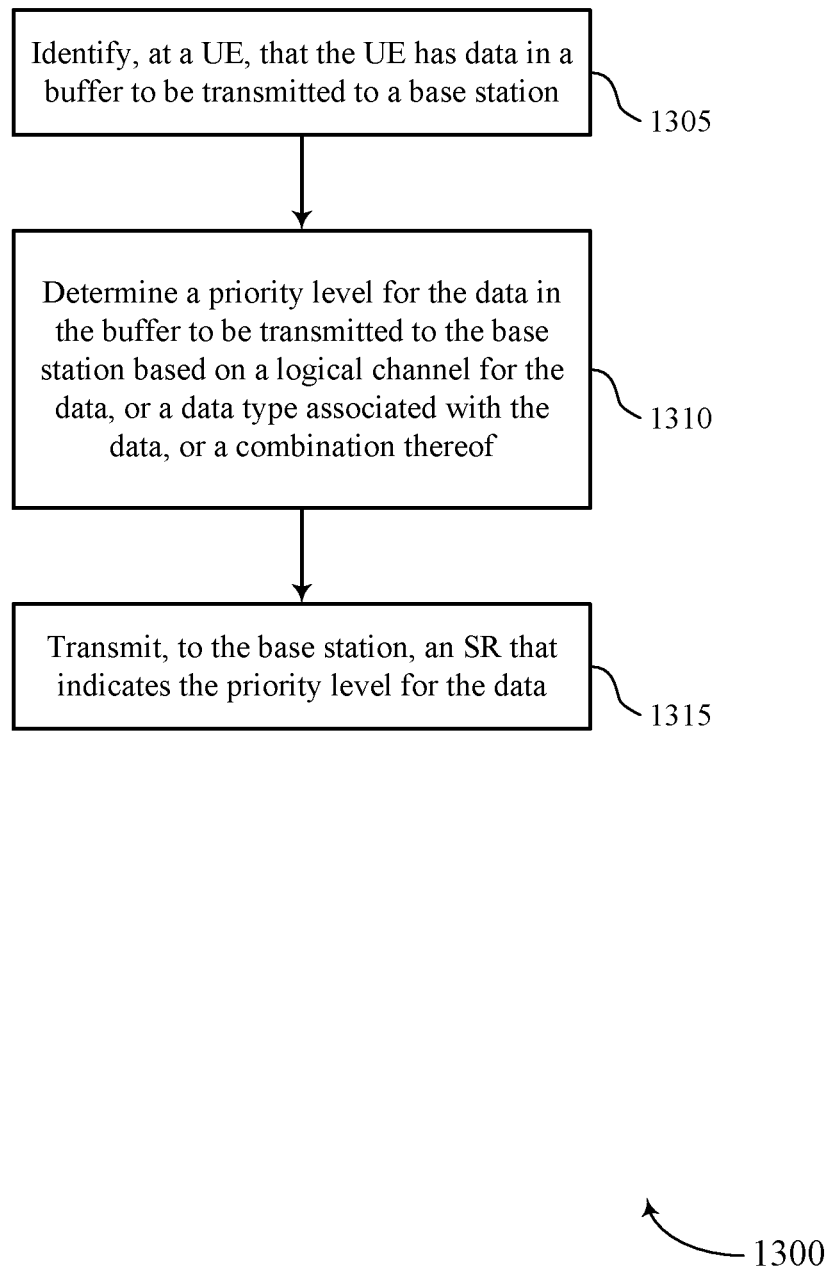 Identify, at a UE, that the UE has data in a
buffer to be transmitted to a base station
1305
Determine a priority level for the data in
the buffer to be transmitted to the base
station based on a logical channel for the
data, or a data type associated with the
data, or a combination thereof
1310
Transmit, to the base station, an SR that
indicates the priority level for the data
1315
1300